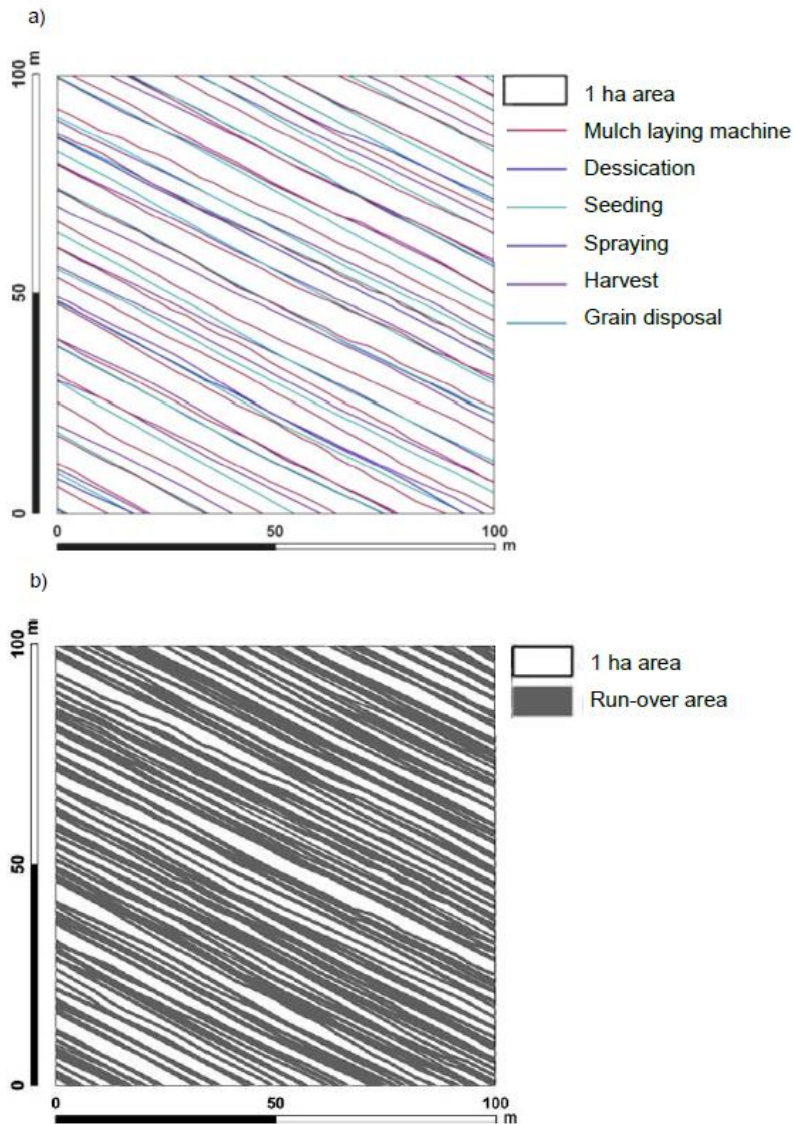 a)
100
m
50
0
0
50
100
m
1 ha area
Mulch laying machine
Dessication
Seeding
Spraying
Harvest
Grain disposal
b)
100
m
50
0
0
50
100
m
1 ha area
Run-over area